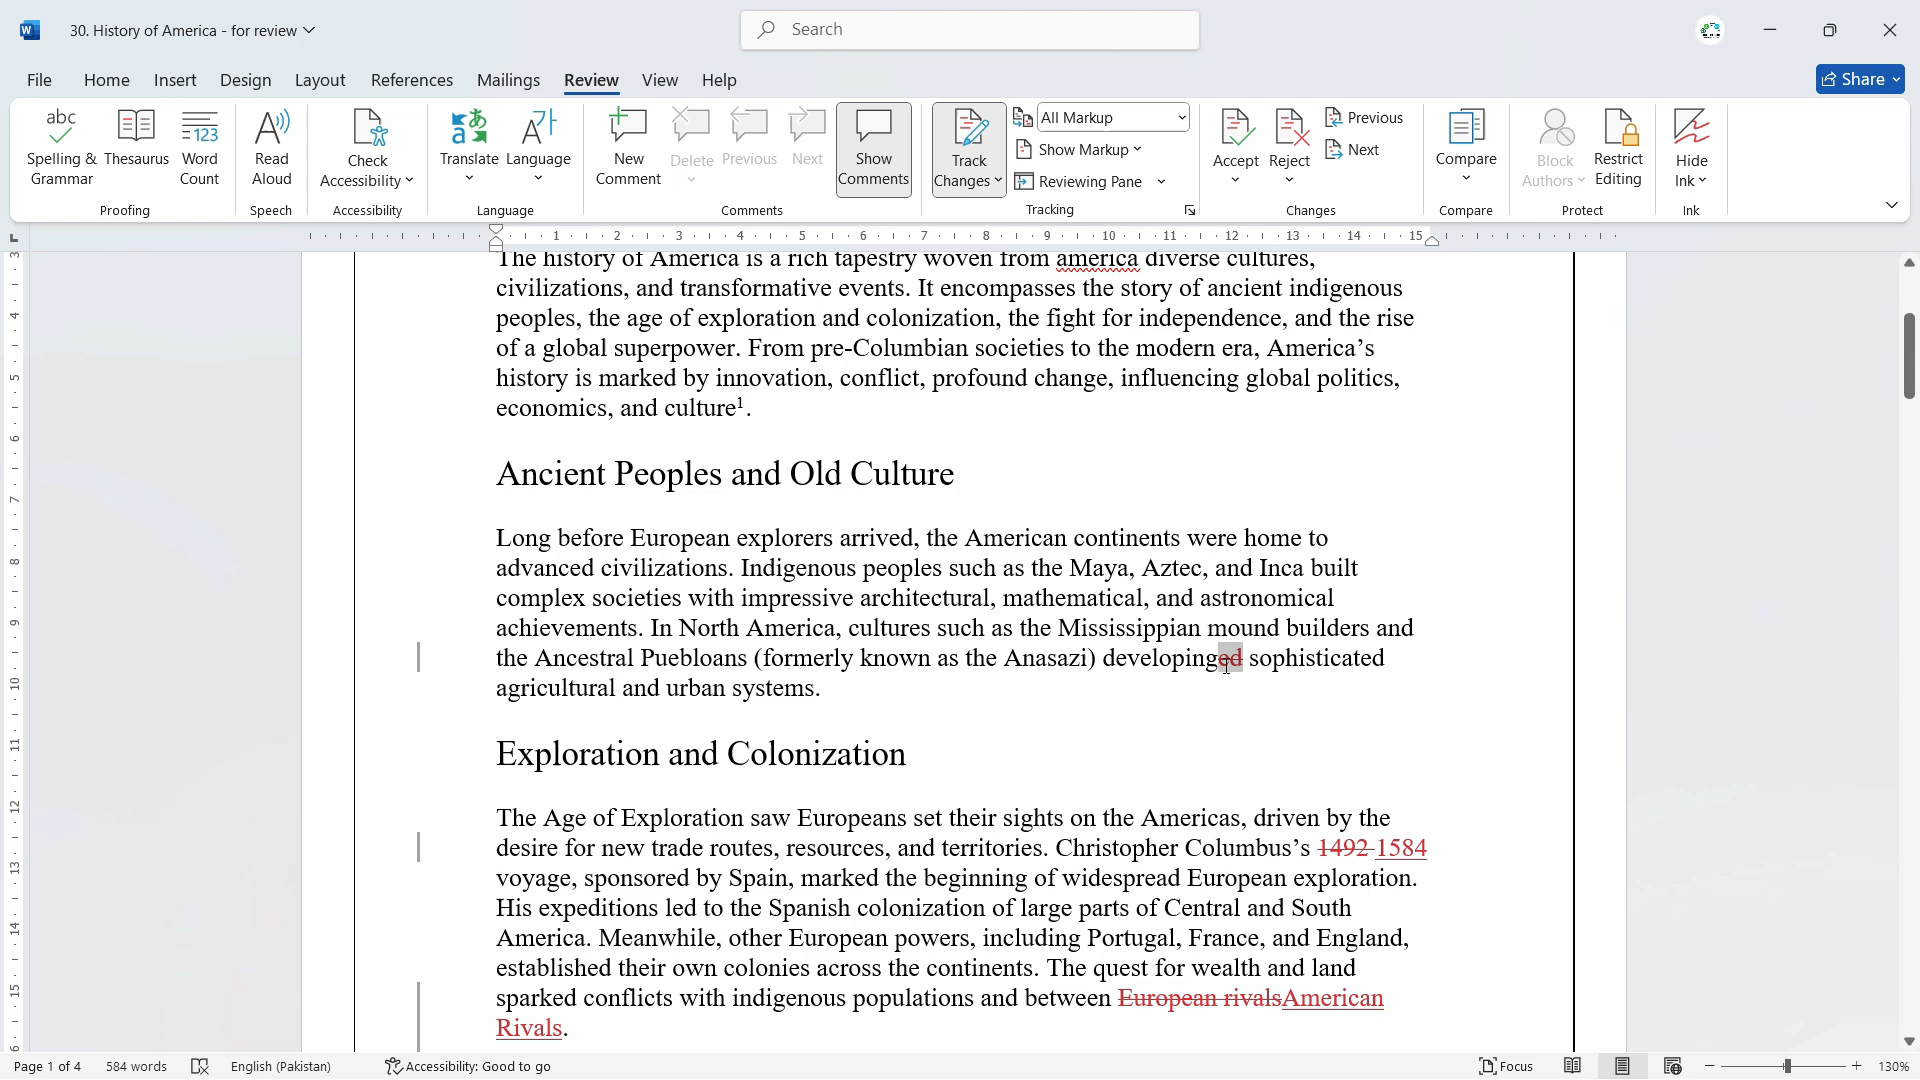 30. History of America - for review
Search
File Home Insert Design Layout References Mailings Review View Help
Share
Spelling & Grammar
Thesaurus
Word Count
Read Aloud
Check Accessibility
Translate
Language
New Comment
Delete
Previous
Next
Show Comments
Track Changes
All Markup
Show Markup
Reviewing Pane
Accept
Reject
Previous
Next
Compare
Block Authors
Restrict Editing
Hide Ink
Proofing Speech Accessibility Language Comments Tracking Changes Compare Protect Ink
1 2 3 4 5 6 7 8 9 10 11 12 13 14 15
The history of America is a rich tapestry woven from america diverse cultures,
civilizations, and transformative events. It encompasses the story of ancient indigenous
peoples, the age of exploration and colonization, the fight for independence, and the rise
of a global superpower. From pre-Columbian societies to the modern era, America's
history is marked by innovation, conflict, profound change, influencing global politics,
economics, and culture¹.
Ancient Peoples and Old Culture
Long before European explorers arrived, the American continents were home to
advanced civilizations. Indigenous peoples such as the Maya, Aztec, and Inca built
complex societies with impressive architectural, mathematical, and astronomical
achievements. In North America, cultures such as the Mississippian mound builders and
the Ancestral Puebloans (formerly known as the Anasazi) developinged sophisticated
agricultural and urban systems.
Exploration and Colonization
The Age of Exploration saw Europeans set their sights on the Americas, driven by the
desire for new trade routes, resources, and territories. Christopher Columbus's 1492 1584
voyage, sponsored by Spain, marked the beginning of widespread European exploration.
His expeditions led to the Spanish colonization of large parts of Central and South
America. Meanwhile, other European powers, including Portugal, France, and England,
established their own colonies across the continents. The quest for wealth and land
sparked conflicts with indigenous populations and between European rivalsAmerican
Rivals.
Page 1 of 4 584 words English (Pakistan) Accessibility: Good to go Focus 130%